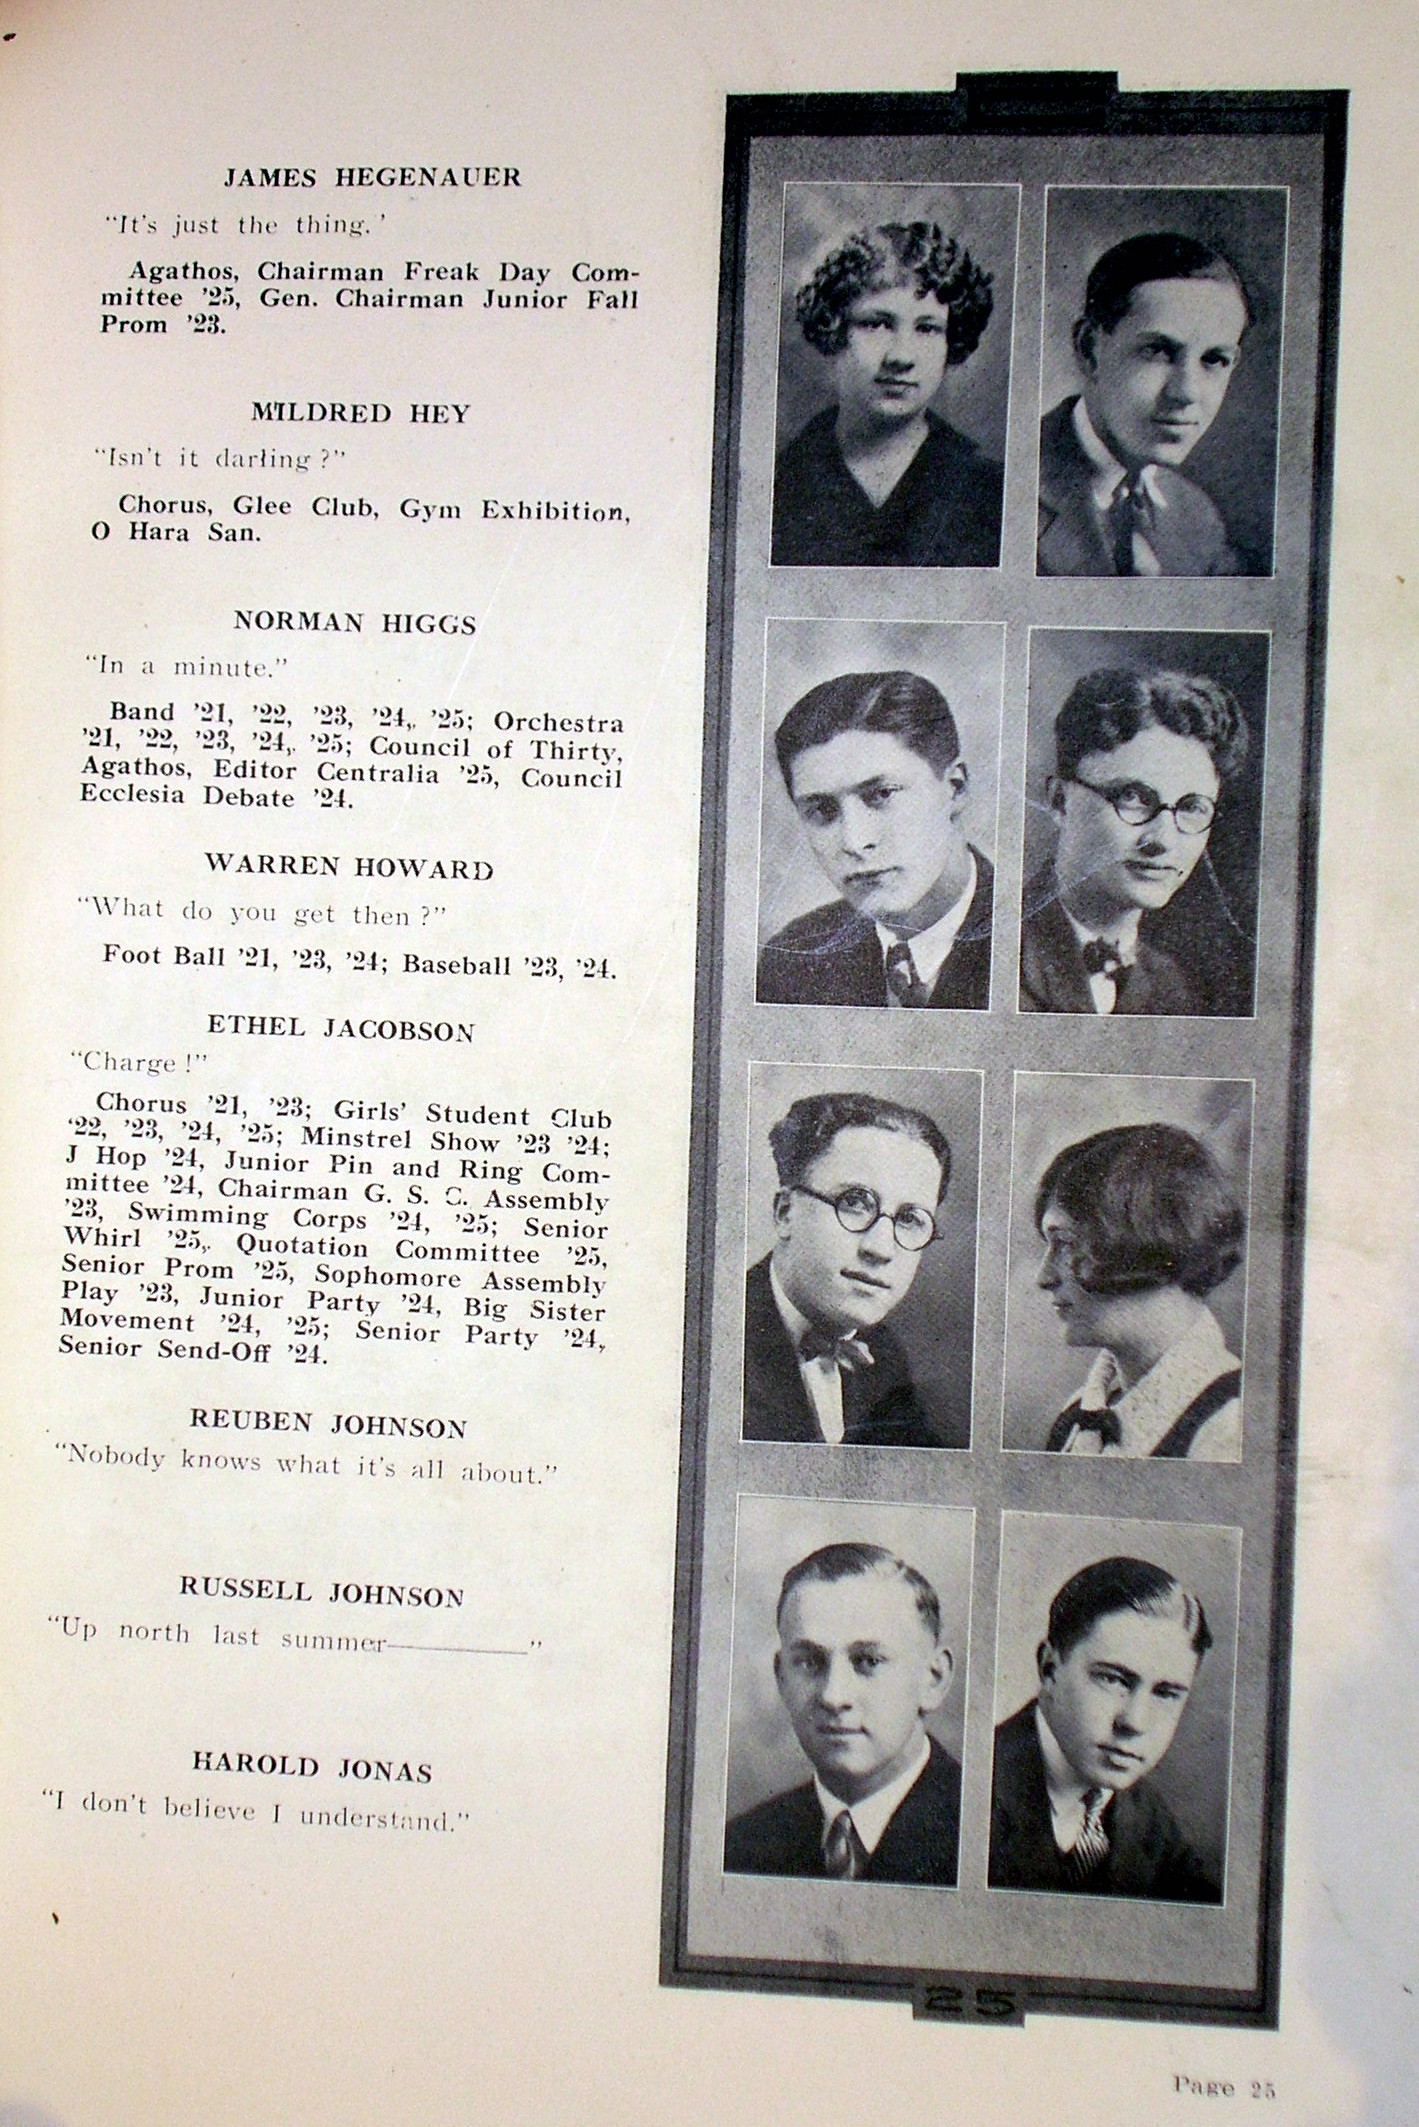 JAMES HEGENAUER
"It's just the thing.'
Agathos, Chairman Freak Day Com-
mittee '25, Gen. Chairman Junior Fall
Prom '23.
MILDRED HEY
"Isn't it darling?"
Chorus, Glee Club, Gym Exhibition,
O Hara San.
NORMAN HIGGS
"In a minute."
Band '21, '22, '23, '24, '25; Orchestra
'21, '22, '23, '24, '25; Council of Thirty,
Agathos, Editor Centralia '25, Council
Ecclesia Debate '24.
WARREN HOWARD
"What do you get then?"
Foot Ball '21, '23, '24; Baseball '23, '24.
ETHEL JACOBSON
"Charge!"
Chorus '21, '23; Girls' Student Club
'22, '23, '24, '25; Minstrel Show '23 '24;
J Hop '24, Junior Pin and Ring Com-
mittee '24, Chairman G. S. C. Assembly
'23, Swimming Corps '24, '25; Senior
Whirl '25, Quotation Committee '25,
Senior Prom '25, Sophomore Assembly
Play '23, Junior Party '24, Big Sister
Movement '24, '25; Senior Party '24,
Senior Send-Off '24.
REUBEN JOHNSON
"Nobody knows what it's all about."
RUSSELL JOHNSON
"Up north last summer————"
HAROLD JONAS
"I don't believe I understand."
25
Page 25